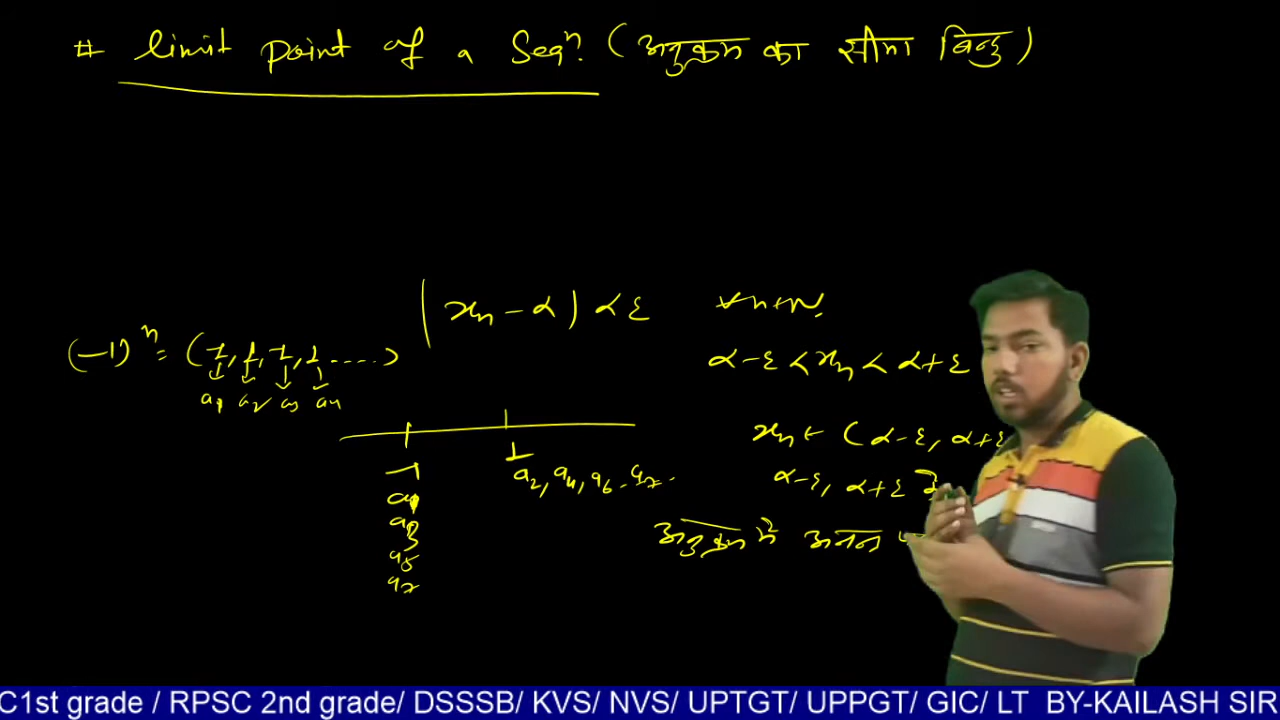 # limit point of a Seqⁿ. (अनुक्रम का सीमा बिन्दु)
|xₙ - α| < ε ∀n∈N.
(-1)ⁿ = (-1, 1, -1, 1 .....)
a₁ a₂ a₃ a₄
α-ε < xₙ < α+ε
xₙ ∈ (α-ε, α+ε
-1 1
α-ε, α+ε
a₂, a₄, a₆
a₁
a₃
अनुक्रम में अनन्त
a₅
a₇
C1st grade / RPSC 2nd grade/ DSSSB/ KVS/ NVS/ UPTGT/ UPPGT/ GIC/ LT BY-KAILASH SIR